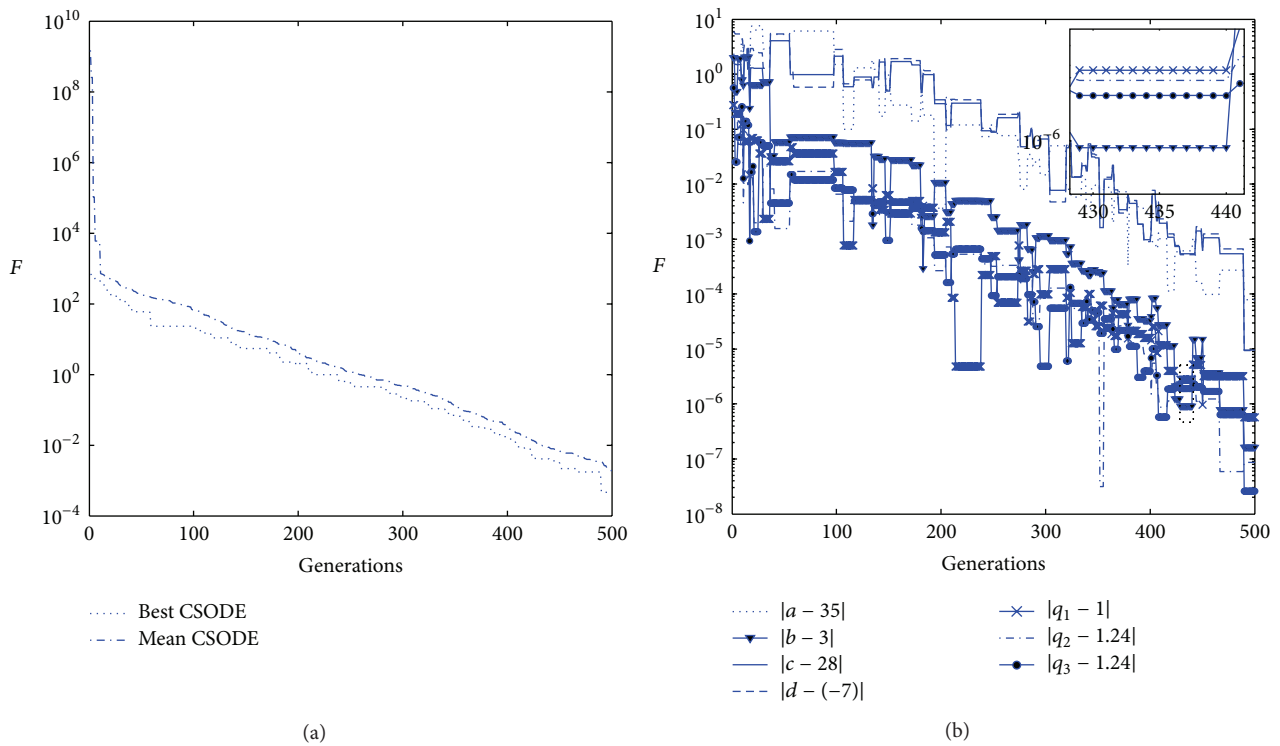 10^10
10^8
10^6
10^4
10^2
10^0
10^−2
10^−4
F
0 100 200 300 400 500
Generations
Best CSODE
Mean CSODE
(a)
10^1
10^0
10^−1
10^−2
10^−3
10^−4
10^−5
10^−6
10^−7
10^−8
F
10^−6
430 435 440
0 100 200 300 400 500
Generations
|a − 35|
|b − 3|
|c − 28|
|d − (−7)|
|q_1 − 1|
|q_2 − 1.24|
|q_3 − 1.24|
(b)